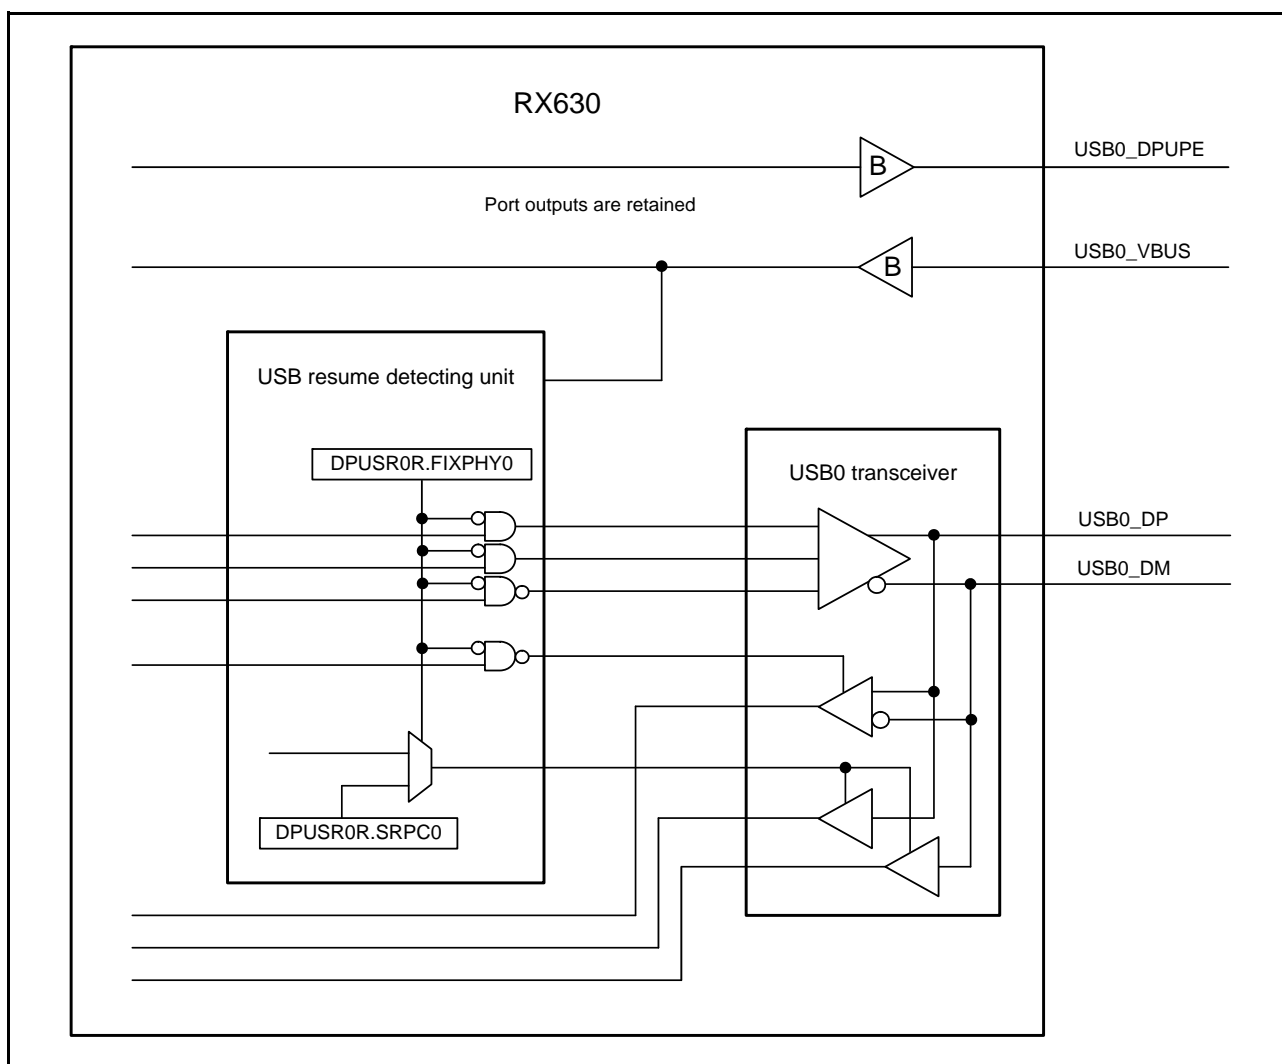 RX630
B
USB0_DPUPE
Port outputs are retained
B
USB0_VBUS
USB resume detecting unit
DPUSR0R.FIXPHY0
USB0 transceiver
USB0_DP
USB0_DM
DPUSR0R.SRPC0